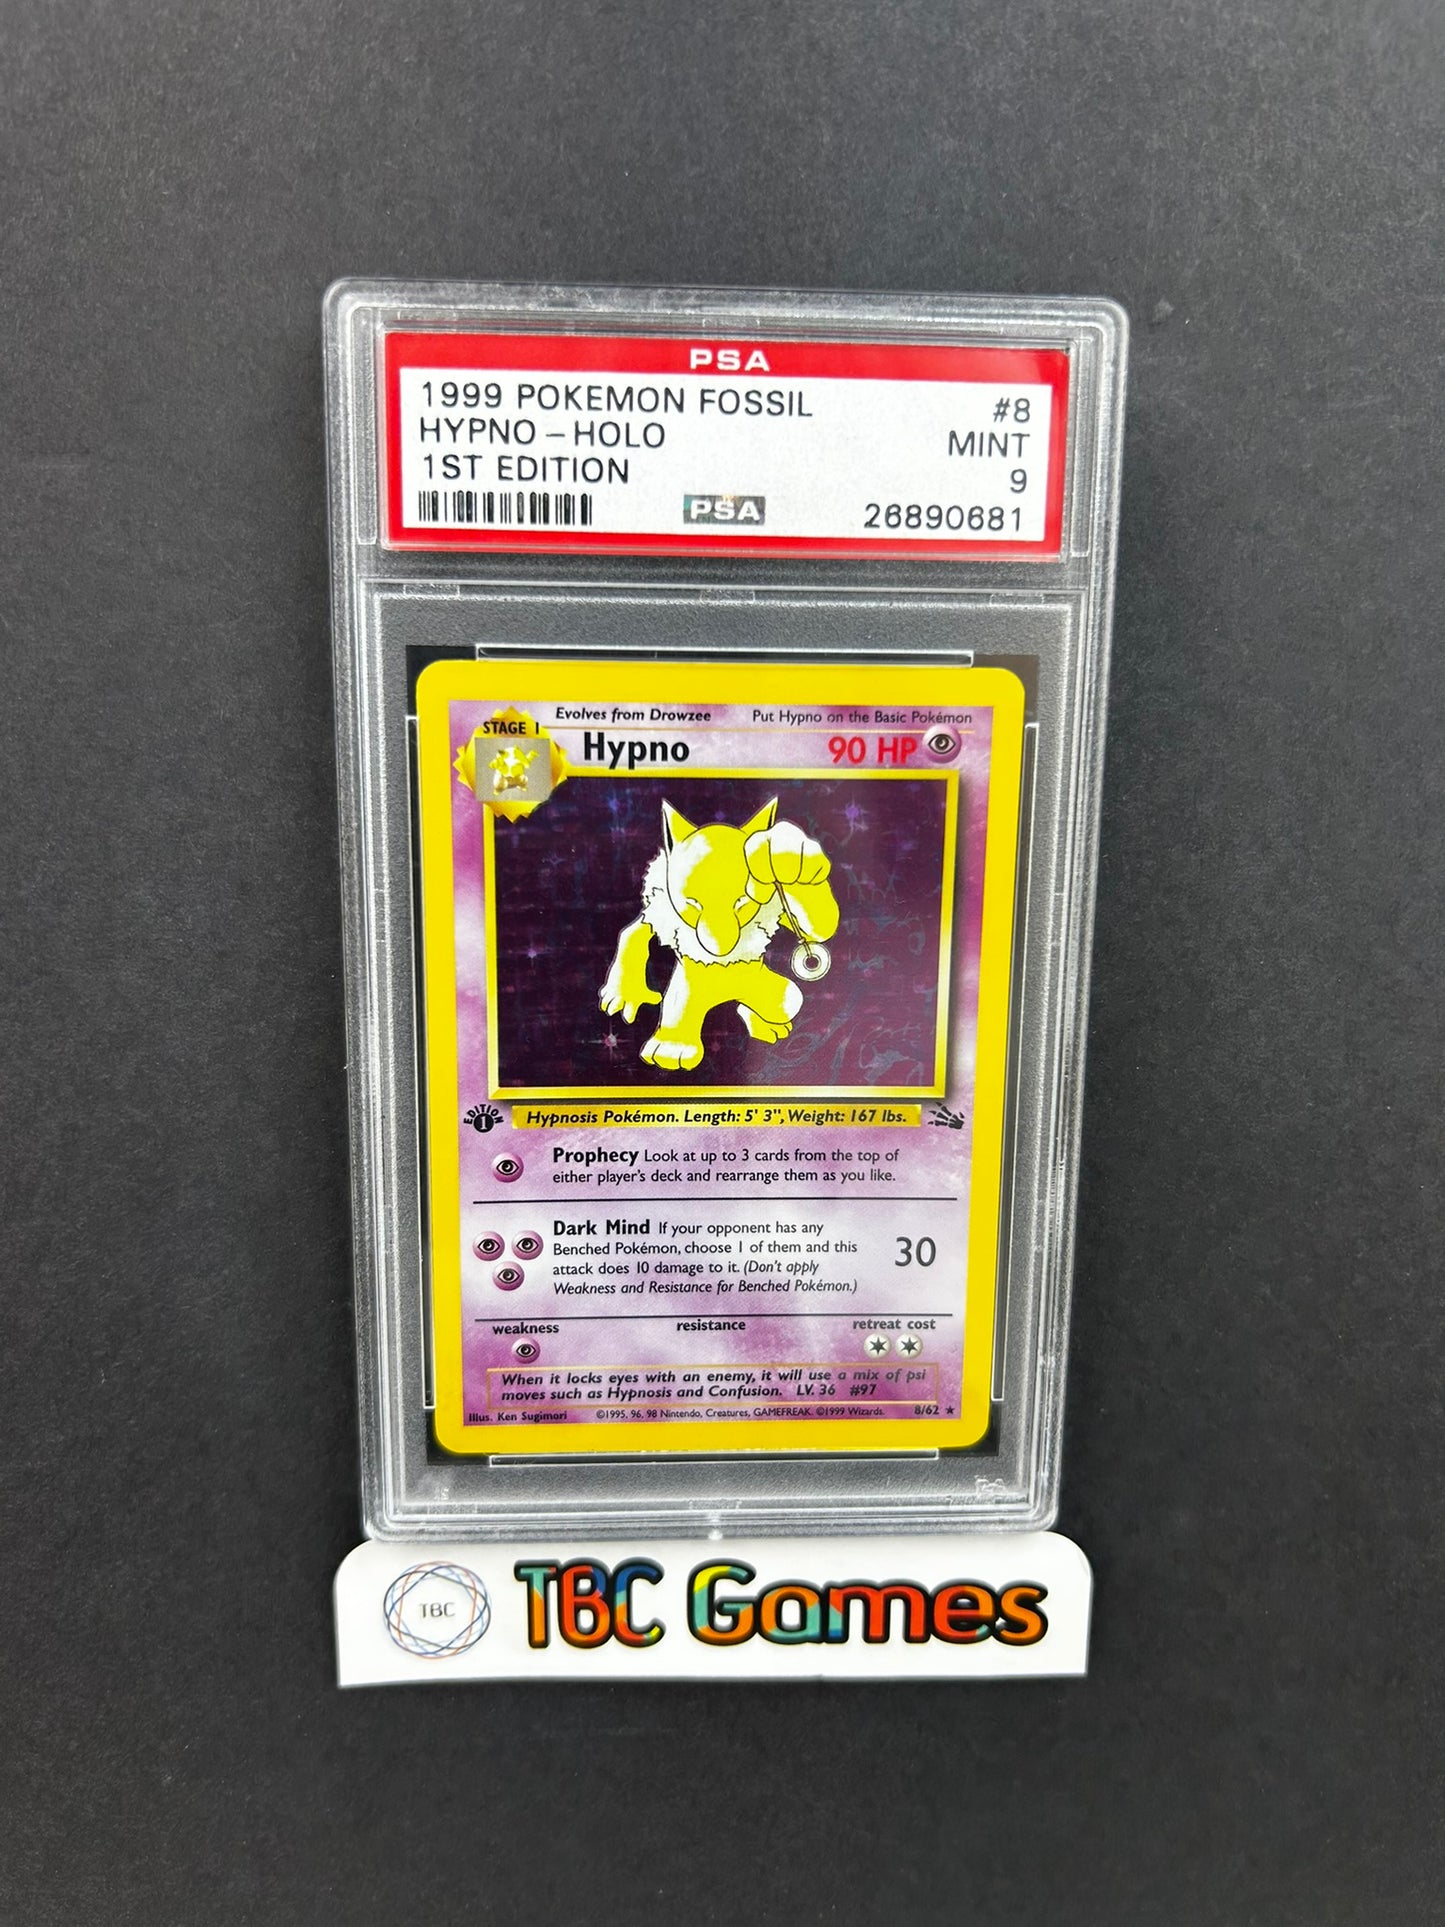 PSA
1999 POKEMON FOSSIL #8
HYPNO - HOLO MINT
1ST EDITION 9
PSA 26890681
STAGE 1 Evolves from Drowzee Put Hypno on the Basic Pokémon
Hypno 90 HP
EDITION 1 Hypnosis Pokémon. Length: 5' 3", Weight: 167 lbs.
Prophecy Look at up to 3 cards from the top of
either player's deck and rearrange them as you like.
Dark Mind If your opponent has any
Benched Pokémon, choose 1 of them and this
attack does 10 damage to it. (Don't apply
Weakness and Resistance for Benched Pokémon.)
30
weakness resistance retreat cost
When it locks eyes with an enemy, it will use a mix of psi
moves such as Hypnosis and Confusion. LV. 36 #97
Illus. Ken Sugimori ©1995, 96, 98 Nintendo, Creatures, GAMEFREAK. ©1999 Wizards. 8/62 ★
TBC TBC Games